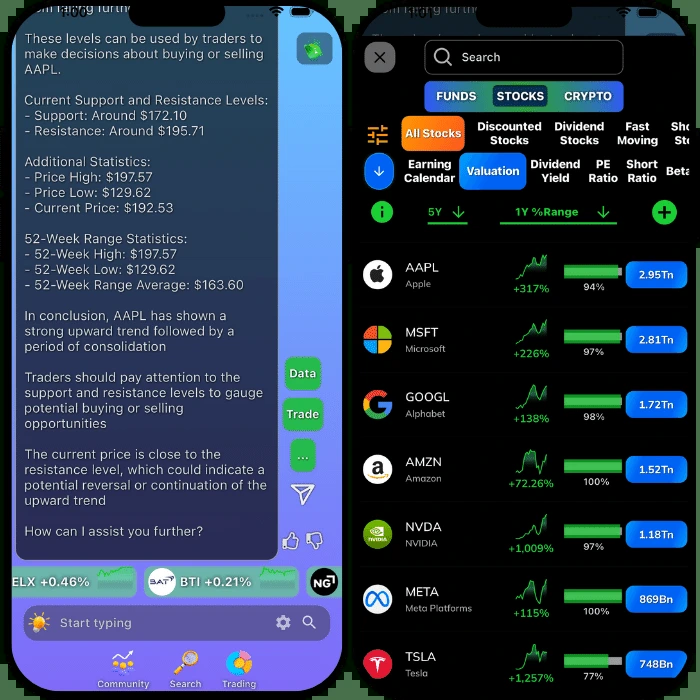 1:00
These levels can be used by traders to
make decisions about buying or selling
AAPL.
Current Support and Resistance Levels:
- Support: Around $172.10
- Resistance: Around $195.71
Additional Statistics:
- Price High: $197.57
- Price Low: $129.62
- Current Price: $192.53
52-Week Range Statistics:
- 52-Week High: $197.57
- 52-Week Low: $129.62
- 52-Week Range Average: $163.60
In conclusion, AAPL has shown a
strong upward trend followed by a
period of consolidation
Traders should pay attention to the
support and resistance levels to gauge
potential buying or selling
opportunities
The current price is close to the
resistance level, which could indicate a
potential reversal or continuation of the
upward trend
How can I assist you further?
Data
Trade
...
ELX +0.46%
BAT
BTI +0.21%
NG
Start typing
Community
Search
Trading
1:01
Search
FUNDS
STOCKS
CRYPTO
All Stocks
Discounted
Stocks
Dividend
Stocks
Fast
Moving
Sho
Sto
Earning
Calendar
Valuation
Dividend
Yield
PE
Ratio
Short
Ratio
Beta
5Y
1Y %Range
AAPL
Apple
+317%
94%
2.95Tn
MSFT
Microsoft
+226%
97%
2.81Tn
GOOGL
Alphabet
+138%
98%
1.72Tn
AMZN
Amazon
+72.26%
100%
1.52Tn
NVIDIA
NVDA
NVIDIA
+1,009%
97%
1.18Tn
META
Meta Platforms
+115%
100%
869Bn
TSLA
Tesla
+1,257%
77%
748Bn